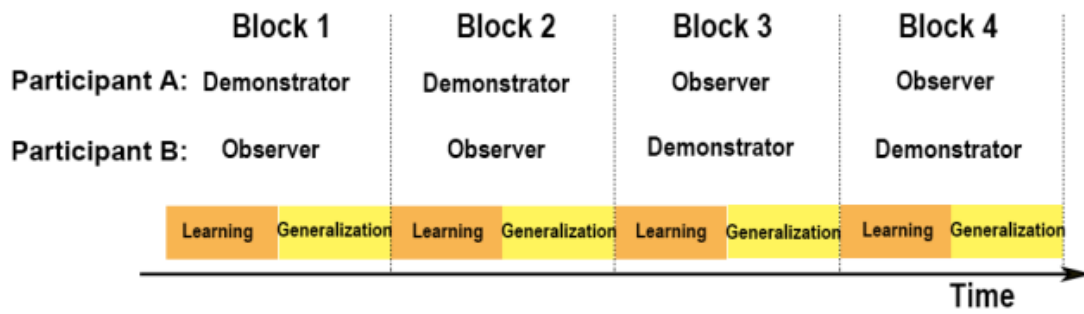 Block 1 Block 2 Block 3 Block 4
Participant A: Demonstrator Demonstrator Observer Observer
Participant B: Observer Observer Demonstrator Demonstrator
Learning Generalization Learning Generalization Learning Generalization Learning Generalization
Time